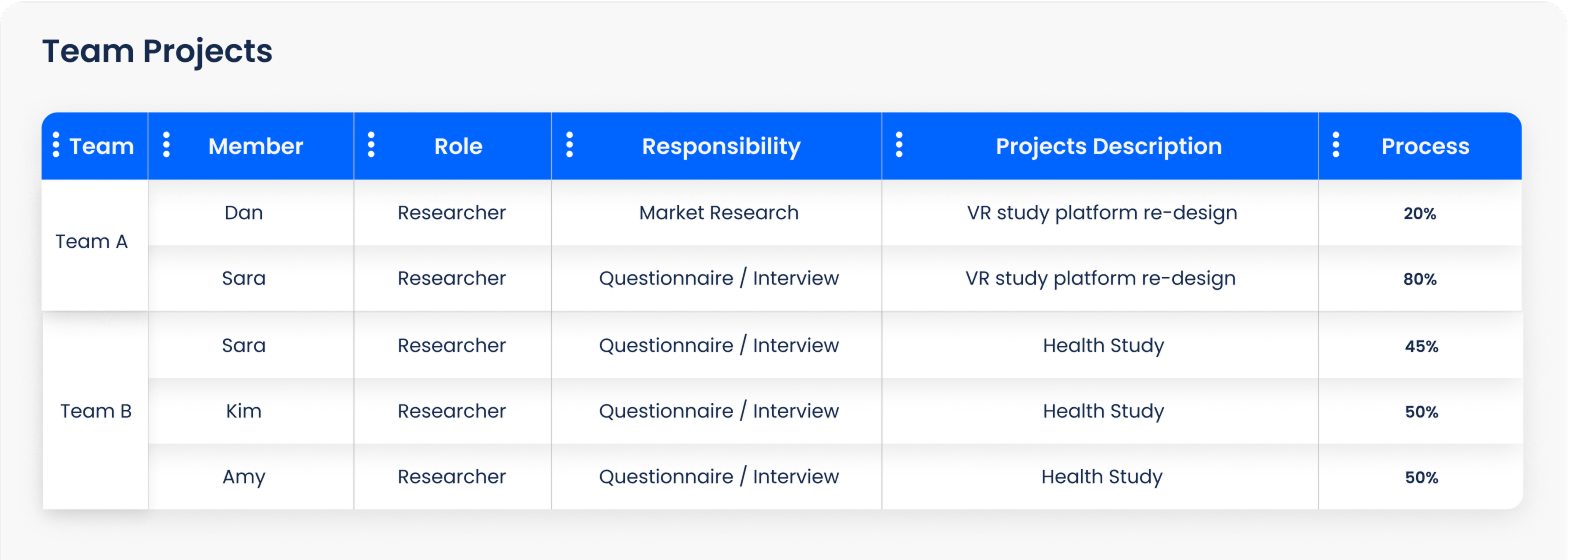 Team Projects
Team Member Role Responsibility Projects Description Process
Team A
Dan Researcher Market Research VR study platform re-design 20%
Sara Researcher Questionnaire / Interview VR study platform re-design 80%
Team B
Sara Researcher Questionnaire / Interview Health Study 45%
Kim Researcher Questionnaire / Interview Health Study 50%
Amy Researcher Questionnaire / Interview Health Study 50%